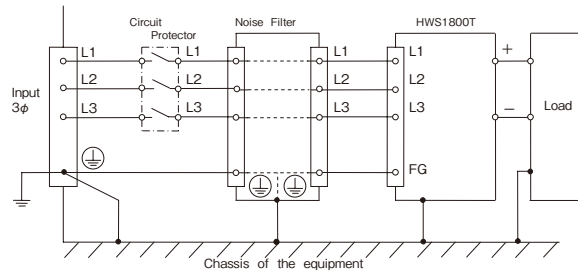 Circuit
Protector
Noise Filter
HWS1800T
L1
L1
L1
L1
+
L2
L2
L2
L2
Input
3φ
L3
L3
L3
L3
−
Load
FG
Chassis of the equipment